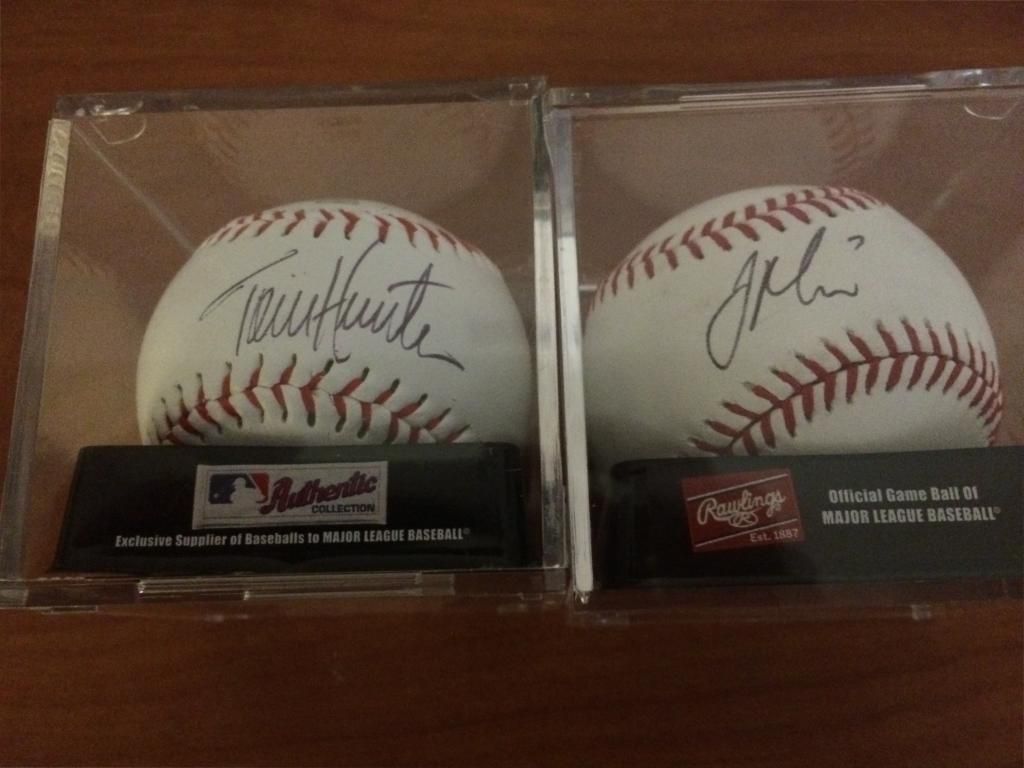 Torii Hunter
Authentic
COLLECTION
Exclusive Supplier of Baseballs to MAJOR LEAGUE BASEBALL®
Rawlings
Est. 1887
Official Game Ball Of
MAJOR LEAGUE BASEBALL®